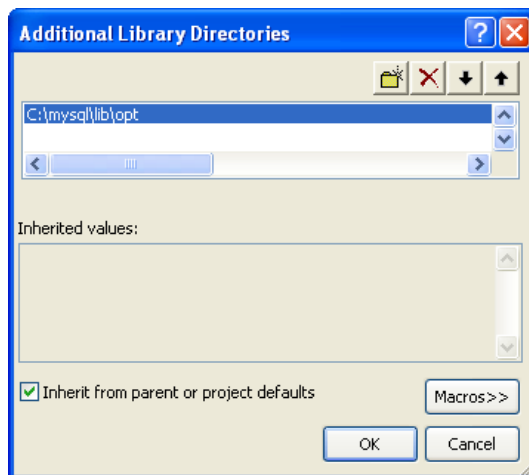 Additional Library Directories
C:\mysql\lib\opt
Inherited values:
Inherit from parent or project defaults
Macros>>
OK
Cancel